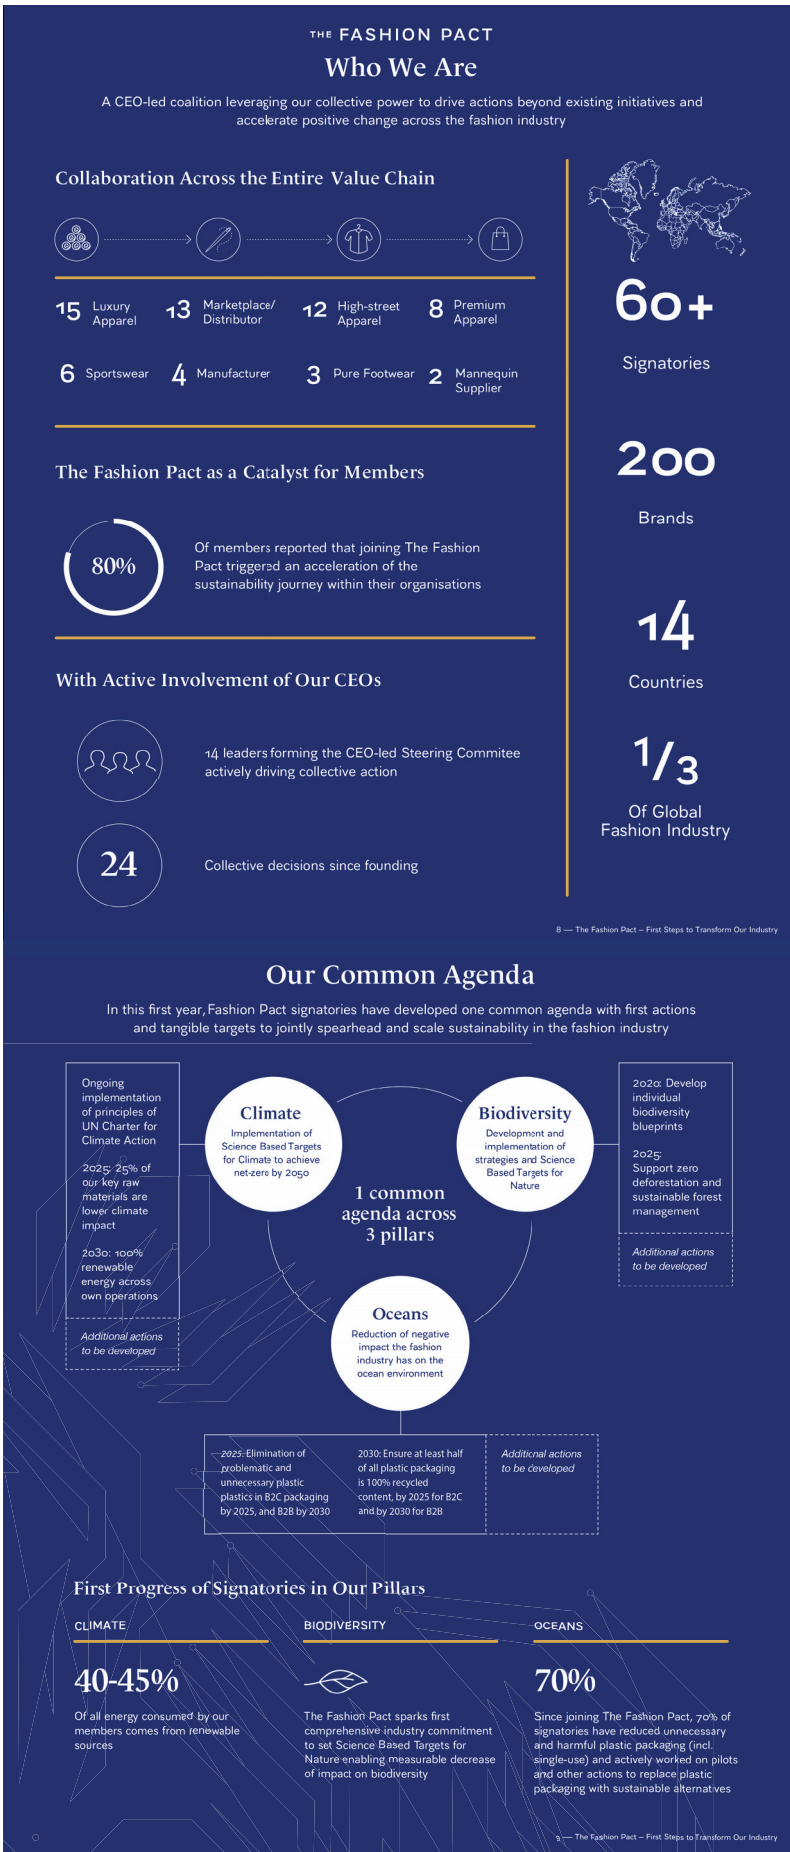 THE FASHION PACT
Who We Are
A CEO-led coalition leveraging our collective power to drive actions beyond existing initiatives and
accelerate positive change across the fashion industry
Collaboration Across the Entire Value Chain
15 Luxury
Apparel
13 Marketplace/
Distributor
12 High-street
Apparel
8 Premium
Apparel
6 Sportswear
4 Manufacturer
3 Pure Footwear
2 Mannequin
Supplier
The Fashion Pact as a Catalyst for Members
80%
Of members reported that joining The Fashion
Pact triggered an acceleration of the
sustainability journey within their organisations
With Active Involvement of Our CEOs
14 leaders forming the CEO-led Steering Commitee
actively driving collective action
24
Collective decisions since founding
60+
Signatories
200
Brands
14
Countries
1/3
Of Global
Fashion Industry
8 — The Fashion Pact – First Steps to Transform Our Industry
Our Common Agenda
In this first year, Fashion Pact signatories have developed one common agenda with first actions
and tangible targets to jointly spearhead and scale sustainability in the fashion industry
Ongoing
implementation
of principles of
UN Charter for
Climate Action
2025: 25% of
our key raw
materials are
lower climate
impact
2030: 100%
renewable
energy across
own operations
Additional actions
to be developed
Climate
Implementation of
Science Based Targets
for Climate to achieve
net-zero by 2050
1 common
agenda across
3 pillars
Biodiversity
Development and
implementation of
strategies and Science
Based Targets for
Nature
2020: Develop
individual
biodiversity
blueprints
2025:
Support zero
deforestation and
sustainable forest
management
Additional actions
to be developed
Oceans
Reduction of negative
impact the fashion
industry has on the
ocean environment
2025: Elimination of
problematic and
unnecessary plastic
plastics in B2C packaging
by 2025, and B2B by 2030
2030: Ensure at least half
of all plastic packaging
is 100% recycled
content, by 2025 for B2C
and by 2030 for B2B
Additional actions
to be developed
First Progress of Signatories in Our Pillars
CLIMATE
40-45%
Of all energy consumed by our
members comes from renewable
sources
BIODIVERSITY
The Fashion Pact sparks first
comprehensive industry commitment
to set Science Based Targets for
Nature enabling measurable decrease
of impact on biodiversity
OCEANS
70%
Since joining The Fashion Pact, 70% of
signatories have reduced unnecessary
and harmful plastic packaging (incl.
single-use) and actively worked on pilots
and other actions to replace plastic
packaging with sustainable alternatives
9 — The Fashion Pact – First Steps to Transform Our Industry